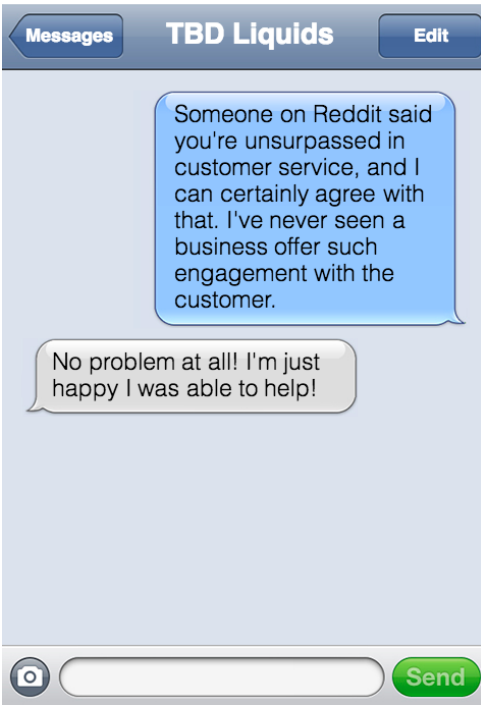 Messages TBD Liquids Edit
Someone on Reddit said
you're unsurpassed in
customer service, and I
can certainly agree with
that. I've never seen a
business offer such
engagement with the
customer.
No problem at all! I'm just
happy I was able to help!
Send